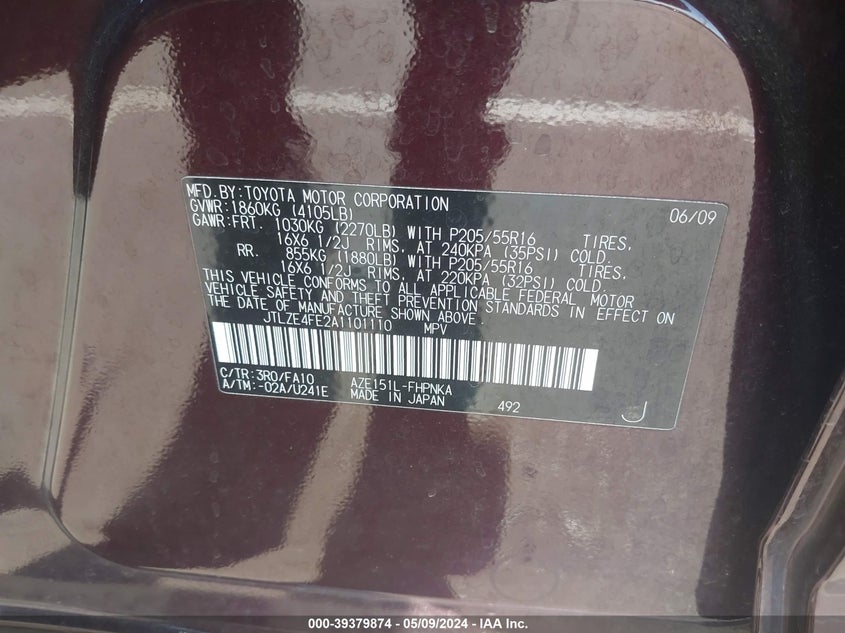 MFD.BY:TOYOTA MOTOR CORPORATION 06/09
GVWR:1860KG (4105LB)
GAWR:FRT. 1030KG (2270LB) WITH P205/55R16 TIRES,
16X6 1/2J RIMS, AT 240KPA (35PSI) COLD.
RR. 855KG (1880LB) WITH P205/55R16 TIRES,
16X6 1/2J RIMS, AT 220KPA (32PSI) COLD.
THIS VEHICLE CONFORMS TO ALL APPLICABLE FEDERAL MOTOR
VEHICLE SAFETY AND THEFT PREVENTION STANDARDS IN EFFECT ON
THE DATE OF MANUFACTURE SHOWN ABOVE
JTLZE4FE2A1101110 MPV
C/TR:3R0/FA10 AZE151L-FHPNKA
A/TM:-02A/U241E MADE IN JAPAN 492 J
000-39379874 - 05/09/2024 - IAA Inc.